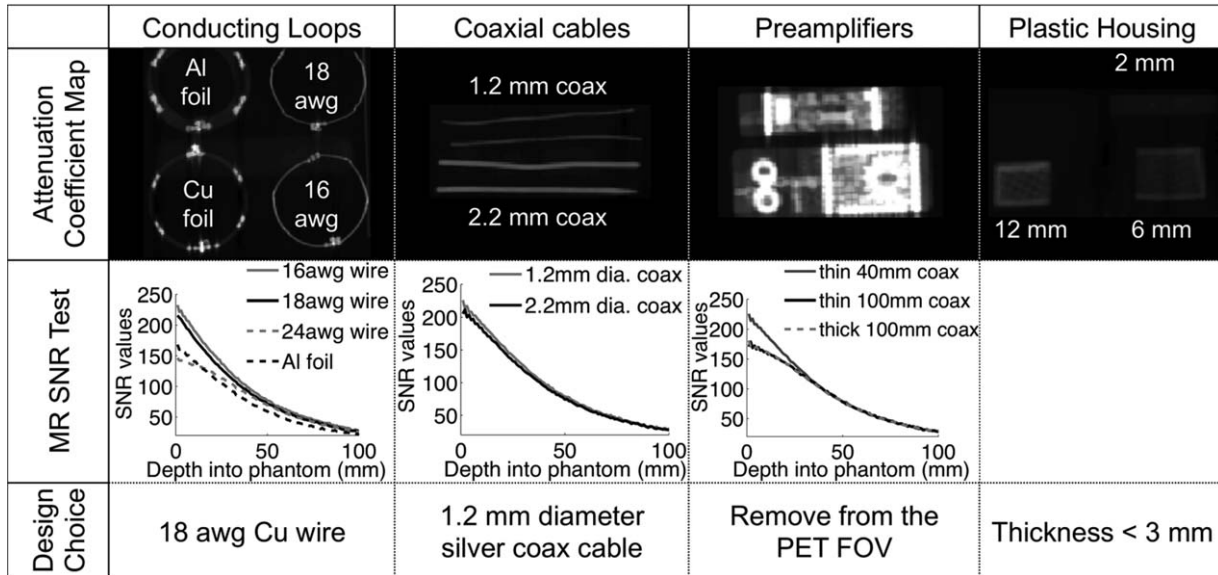 Conducting Loops
Coaxial cables
Preamplifiers
Plastic Housing
Attenuation
Coefficient Map
Al
foil
18
awg
Cu
foil
16
awg
1.2 mm coax
2.2 mm coax
2 mm
12 mm
6 mm
MR SNR Test
SNR values
250
200
150
100
50
16awg wire
18awg wire
24awg wire
Al foil
0
50
100
Depth into phantom (mm)
SNR values
250
200
150
100
50
1.2mm dia. coax
2.2mm dia. coax
0
50
100
Depth into phantom (mm)
SNR values
250
200
150
100
50
thin 40mm coax
thin 100mm coax
thick 100mm coax
0
50
100
Depth into phantom (mm)
Design
Choice
18 awg Cu wire
1.2 mm diameter
silver coax cable
Remove from the
PET FOV
Thickness < 3 mm